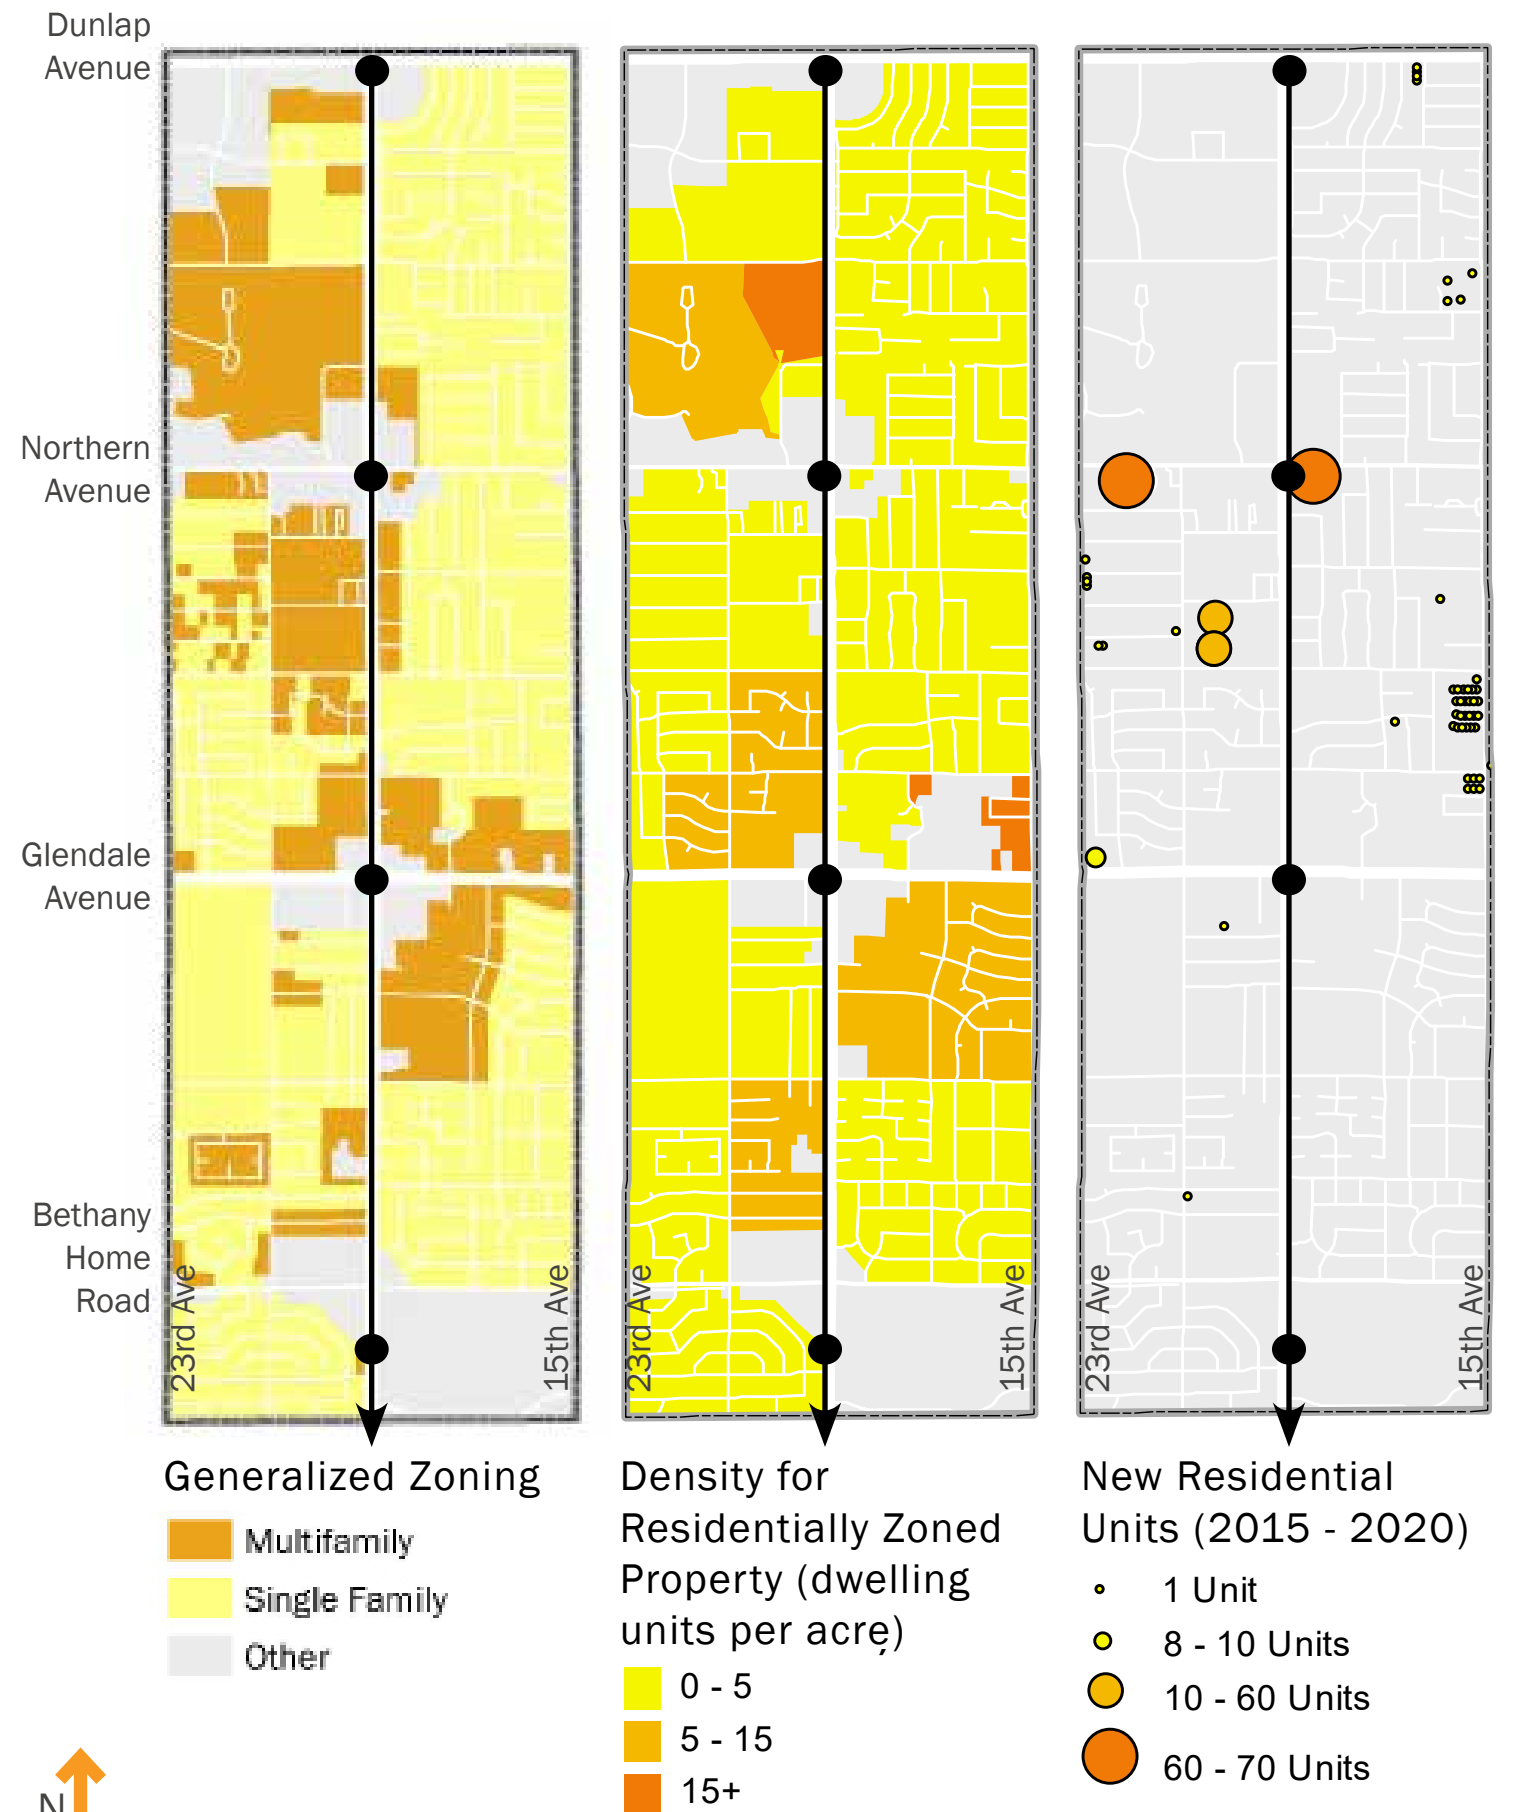 Dunlap
Avenue
Northern
Avenue
Glendale
Avenue
Bethany
Home
Road
23rd Ave
15th Ave
23rd Ave
15th Ave
23rd Ave
15th Ave
Generalized Zoning
Multifamily
Single Family
Other
Density for
Residentially Zoned
Property (dwelling
units per acre)
0 - 5
5 - 15
15+
New Residential
Units (2015 - 2020)
1 Unit
8 - 10 Units
10 - 60 Units
60 - 70 Units
N